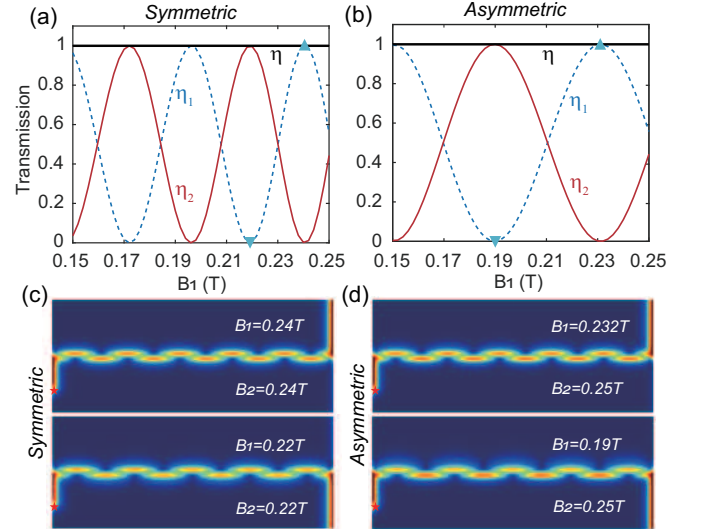 (a) Symmetric
Transmission
1
0.8
0.6
0.4
0.2
0
η
η₁
η₂
0.15 0.17 0.19 0.21 0.23 0.25
B₁ (T)
(b) Asymmetric
1
0.8
0.6
0.4
0.2
0
η
η₁
η₂
0.15 0.17 0.19 0.21 0.23 0.25
B₁ (T)
(c)
Symmetric
B₁=0.24T
B₂=0.24T
B₁=0.22T
B₂=0.22T
(d)
Asymmetric
B₁=0.232T
B₂=0.25T
B₁=0.19T
B₂=0.25T